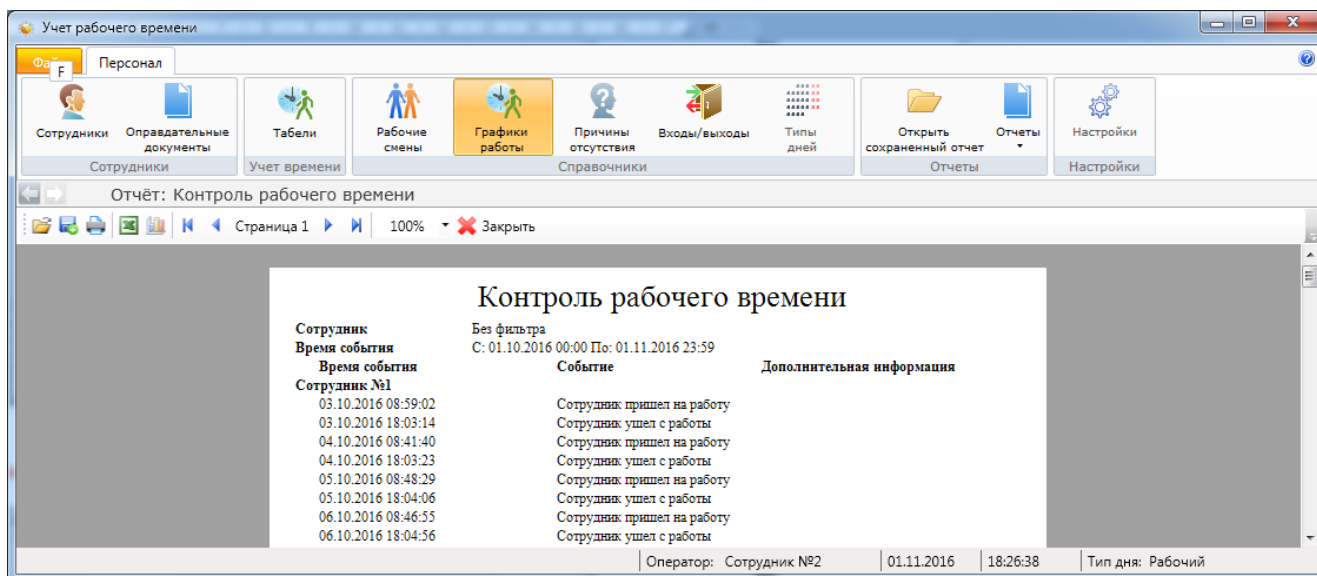 Учет рабочего времени
Персонал
F
Сотрудники
Оправдательные документы
Табели
Рабочие смены
Графики работы
Причины отсутствия
Входы/выходы
Типы дней
Открыть сохраненный отчет
Отчеты
Настройки
Сотрудники Учет времени Справочники Отчеты Настройки
Отчёт: Контроль рабочего времени
Страница 1 100% Закрыть
Контроль рабочего времени
Сотрудник Без фильтра
Время события С: 01.10.2016 00:00 По: 01.11.2016 23:59
Время события Событие Дополнительная информация
Сотрудник №1
03.10.2016 08:59:02 Сотрудник пришел на работу
03.10.2016 18:03:14 Сотрудник ушел с работы
04.10.2016 08:41:40 Сотрудник пришел на работу
04.10.2016 18:03:23 Сотрудник ушел с работы
05.10.2016 08:48:29 Сотрудник пришел на работу
05.10.2016 18:04:06 Сотрудник ушел с работы
06.10.2016 08:46:55 Сотрудник пришел на работу
06.10.2016 18:04:56 Сотрудник ушел с работы
Оператор: Сотрудник №2 01.11.2016 18:26:38 Тип дня: Рабочий